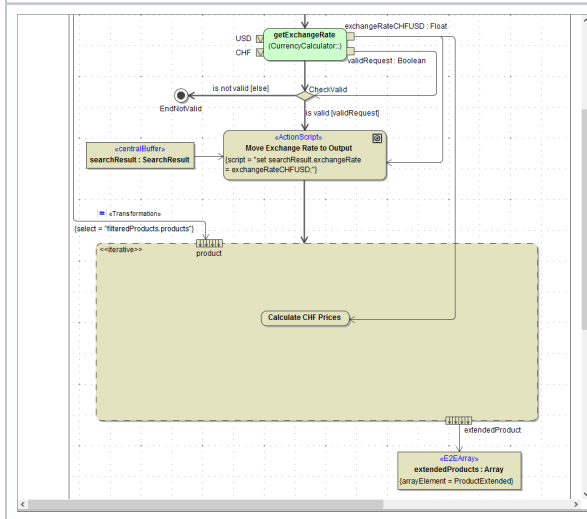 exchangeRateCHFUSD : Float
USD
getExchangeRate
(CurrencyCalculator::)
CHF
validRequest : Boolean
is not valid [else]
CheckValid
EndNotValid
is valid [validRequest]
«ActionScript»
Move Exchange Rate to Output
{script = "set searchResult.exchangeRate
= exchangeRateCHFUSD;"}
«centralBuffer»
searchResult : SearchResult
«Transformation»
{select = "filteredProducts.products"}
<<iterative>>
product
Calculate CHF Prices
extendedProduct
«E2EArray»
extendedProducts : Array
{arrayElement = ProductExtended}